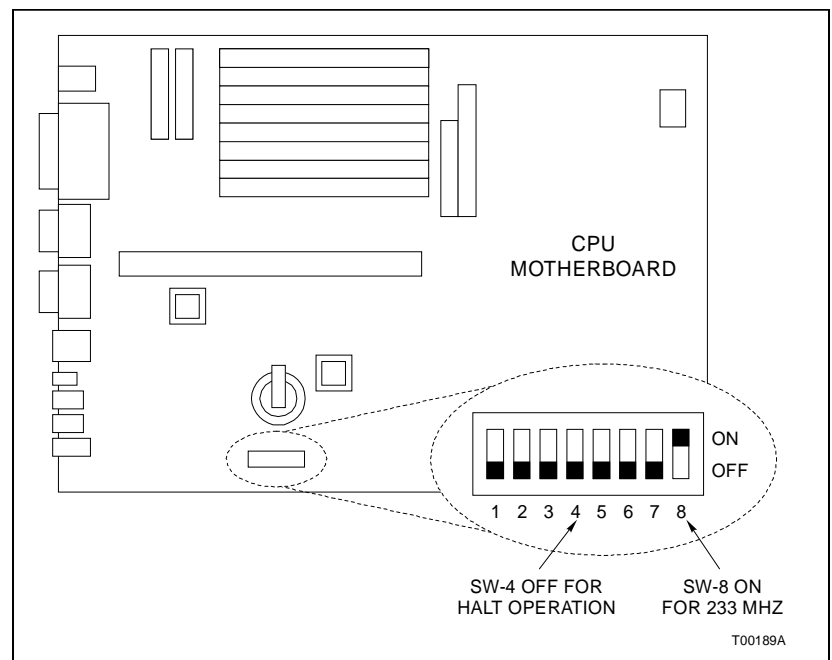 CPU
MOTHERBOARD
ON
OFF
1 2 3 4 5 6 7 8
SW-4 OFF FOR
HALT OPERATION
SW-8 ON
FOR 233 MHZ
T00189A